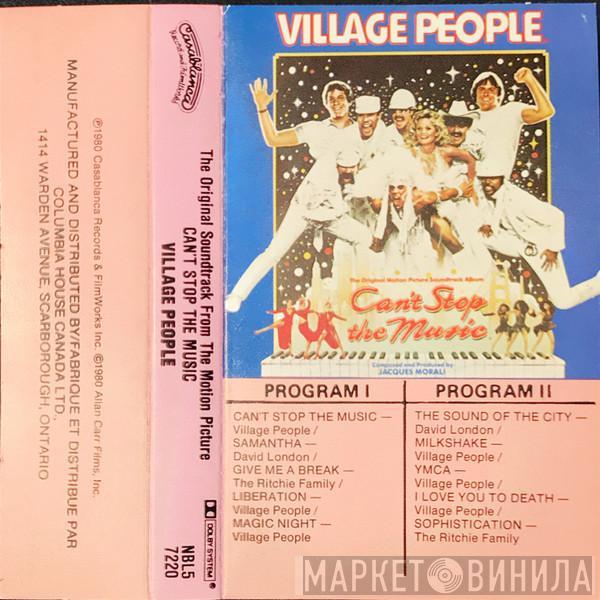 VILLAGE PEOPLE
The Original Motion Picture Soundtrack Album
Can't Stop
the Music
Composed and Produced by
JACQUES MORALI
PROGRAM I
CAN'T STOP THE MUSIC —
Village People /
SAMANTHA —
David London /
GIVE ME A BREAK —
The Ritchie Family /
LIBERATION —
Village People /
MAGIC NIGHT —
Village People
PROGRAM II
THE SOUND OF THE CITY —
David London /
MILKSHAKE —
Village People /
YMCA —
Village People /
I LOVE YOU TO DEATH —
Village People /
SOPHISTICATION —
The Ritchie Family
Casablanca
Record and FilmWorks
The Original Soundtrack From The Motion Picture
CAN'T STOP THE MUSIC
VILLAGE PEOPLE
DOLBY SYSTEM
NBL5
7220
℗1980 Casablanca Records & FilmWorks Inc. ©1980 Allan Carr Films, Inc.
MANUFACTURED AND DISTRIBUTED BY/FABRIQUE ET DISTRIBUE PAR
COLUMBIA HOUSE CANADA LTD.,
1414 WARDEN AVENUE, SCARBOROUGH, ONTARIO
МАРКЕТ ВИНИЛА